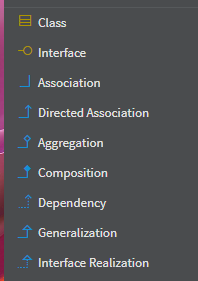 Class
Interface
Association
Directed Association
Aggregation
Composition
Dependency
Generalization
Interface Realization